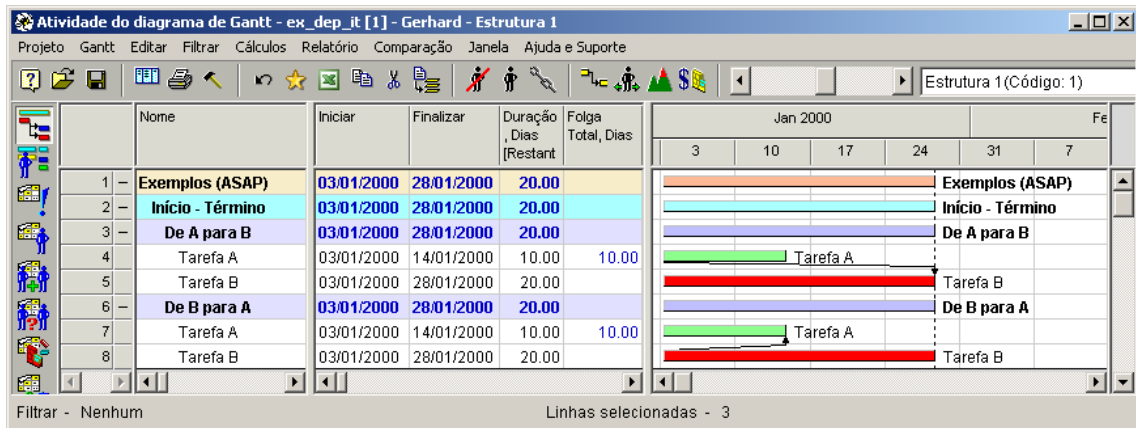 Atividade do diagrama de Gantt - ex_dep_it [1] - Gerhard - Estrutura 1
Projeto Gantt Editar Filtrar Cálculos Relatório Comparação Janela Ajuda e Suporte
Estrutura 1(Código: 1)
Nome Iniciar Finalizar Duração , Dias [Restant Folga Total, Dias Jan 2000 Fe
3 10 17 24 31 7
1 Exemplos (ASAP) 03/01/2000 28/01/2000 20.00 Exemplos (ASAP)
2 Início - Término 03/01/2000 28/01/2000 20.00 Início - Término
3 De A para B 03/01/2000 28/01/2000 20.00 De A para B
4 Tarefa A 03/01/2000 14/01/2000 10.00 10.00 Tarefa A
5 Tarefa B 03/01/2000 28/01/2000 20.00 Tarefa B
6 De B para A 03/01/2000 28/01/2000 20.00 De B para A
7 Tarefa A 03/01/2000 14/01/2000 10.00 10.00 Tarefa A
8 Tarefa B 03/01/2000 28/01/2000 20.00 Tarefa B
Filtrar - Nenhum Linhas selecionadas - 3